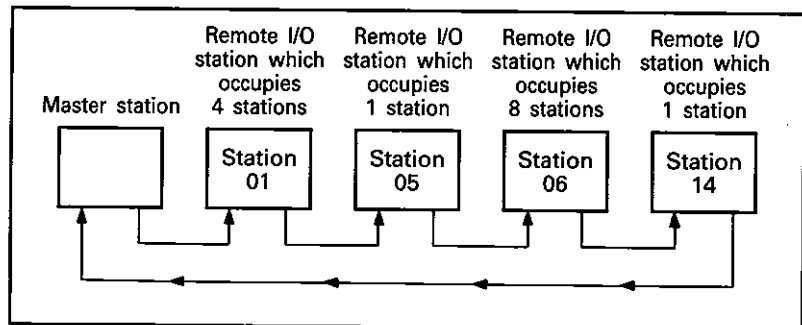 Master station
Remote I/O
station which
occupies
4 stations
Remote I/O
station which
occupies
1 station
Remote I/O
station which
occupies
8 stations
Remote I/O
station which
occupies
1 station
Station
01
Station
05
Station
06
Station
14